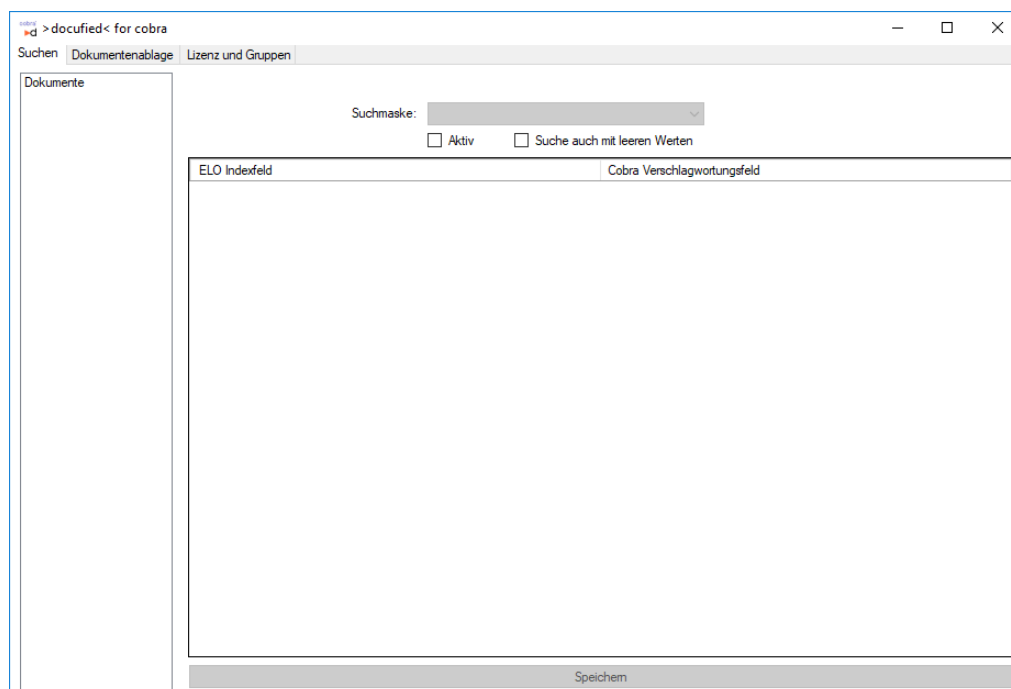 cobra
d >docufied< for cobra
Suchen Dokumentenablage Lizenz und Gruppen
Dokumente
Suchmaske:
Aktiv Suche auch mit leeren Werten
ELO Indexfeld Cobra Verschlagwortungsfeld
Speichern